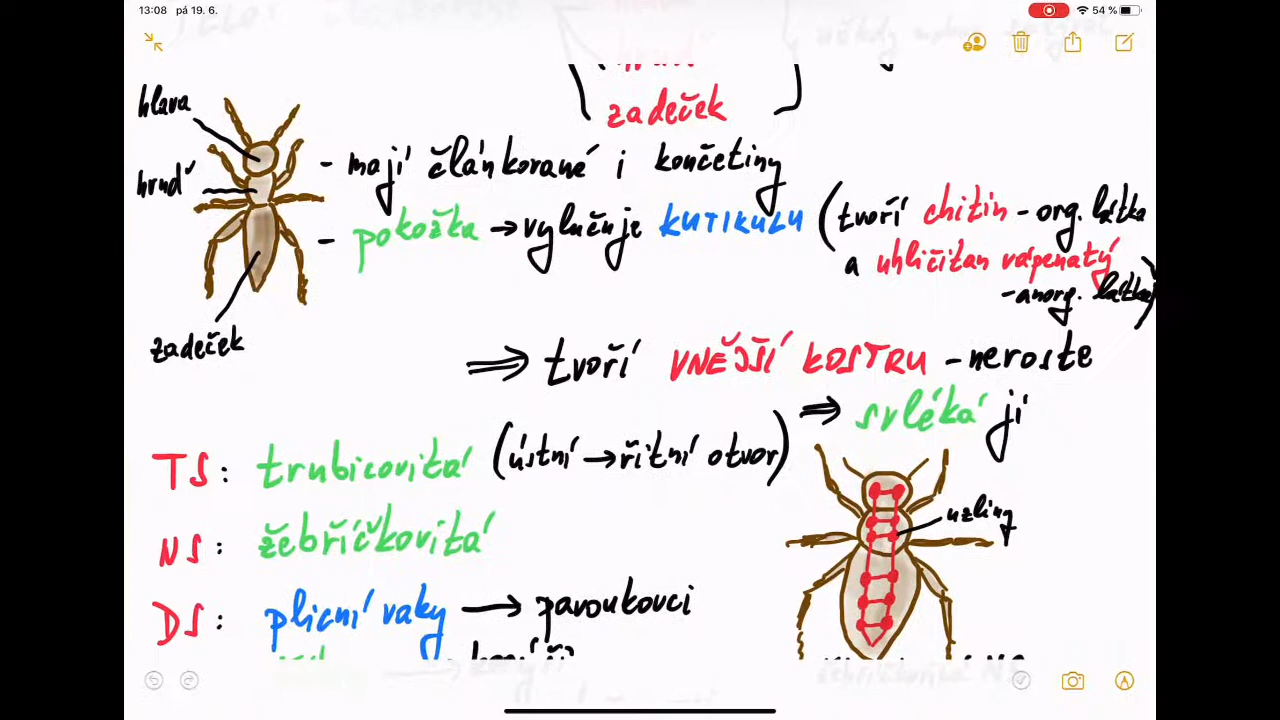 13:08 pá 19. 6.
54 %
zadeček
hlava
hruď
zadeček
- mají článkované i končetiny
- pokožka → vylučuje KUTIKULU (tvoří chitin - org. látka
a uhličitan vápenatý
- anorg. látka)
⇒ tvoří VNĚJŠÍ KOSTRU - neroste
⇒ svléká ji
TS: trubicovitá (ústní → řitní otvor)
uzliny
NS: žebříčkovitá
DS: plicní vaky → pavoukovci